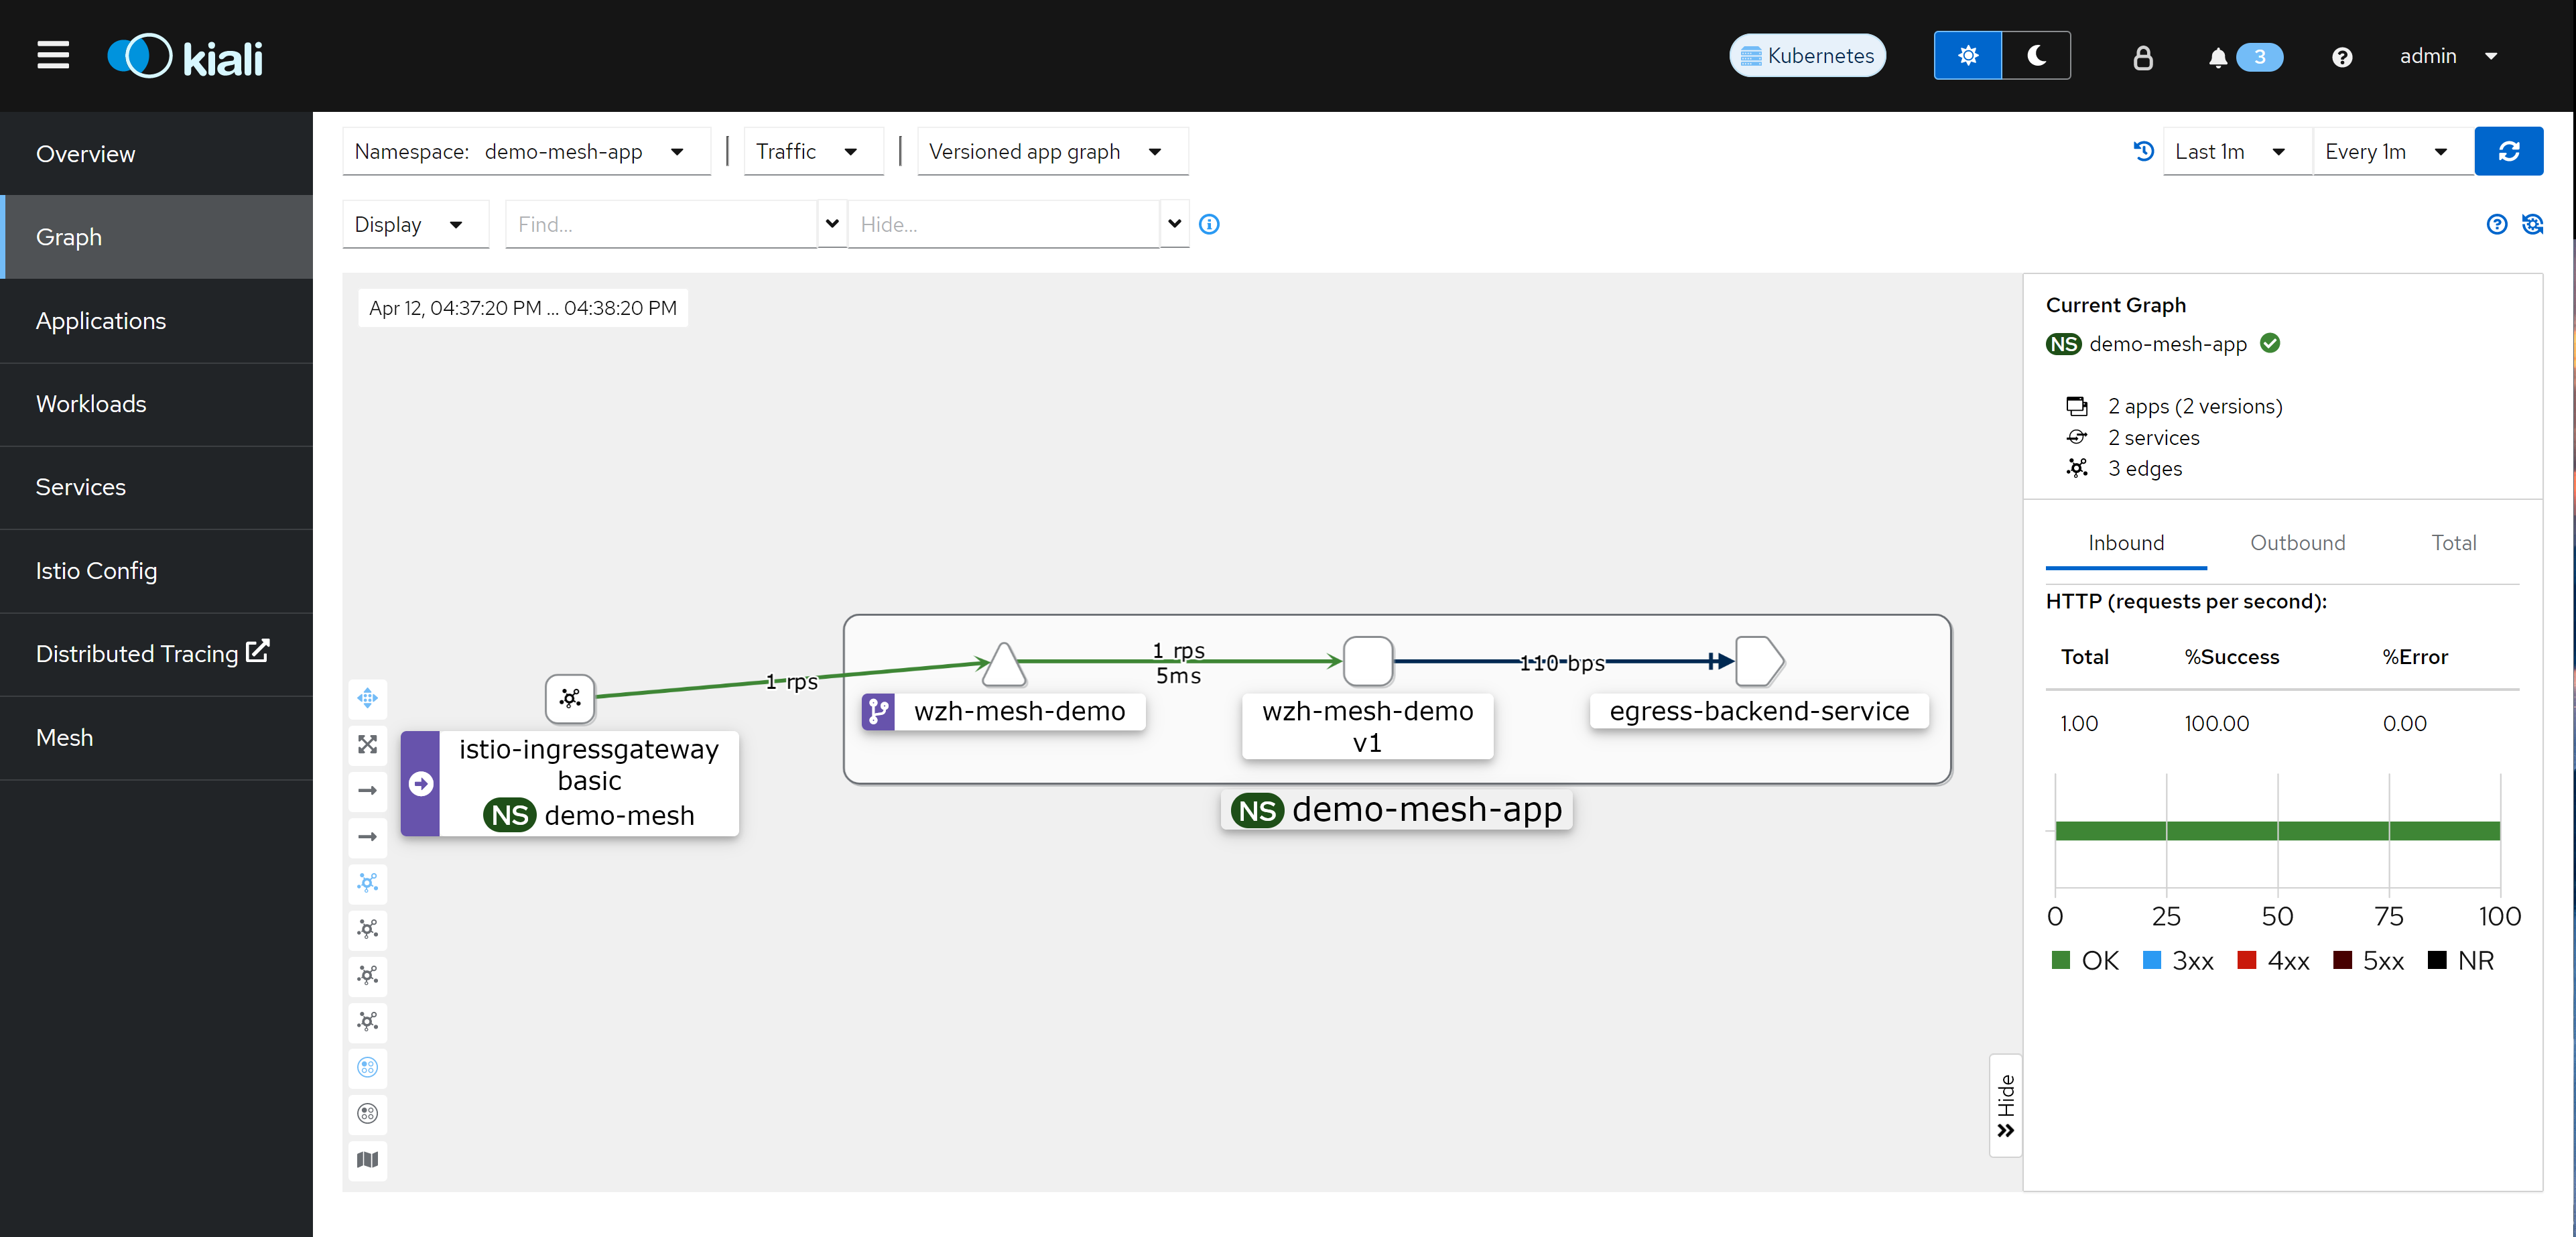 kiali
Kubernetes
3
admin
Overview
Graph
Applications
Workloads
Services
Istio Config
Distributed Tracing
Mesh
Namespace: demo-mesh-app
Traffic
Versioned app graph
Last 1m
Every 1m
Display
Find...
Hide...
Apr 12, 04:37:20 PM ... 04:38:20 PM
1 rps
1 rps
5ms
110 bps
istio-ingressgateway
basic
NS demo-mesh
wzh-mesh-demo
wzh-mesh-demo
v1
egress-backend-service
NS demo-mesh-app
Hide
Current Graph
NS demo-mesh-app
2 apps (2 versions)
2 services
3 edges
Inbound Outbound Total
HTTP (requests per second):
Total %Success %Error
1.00 100.00 0.00
0 25 50 75 100
OK 3xx 4xx 5xx NR